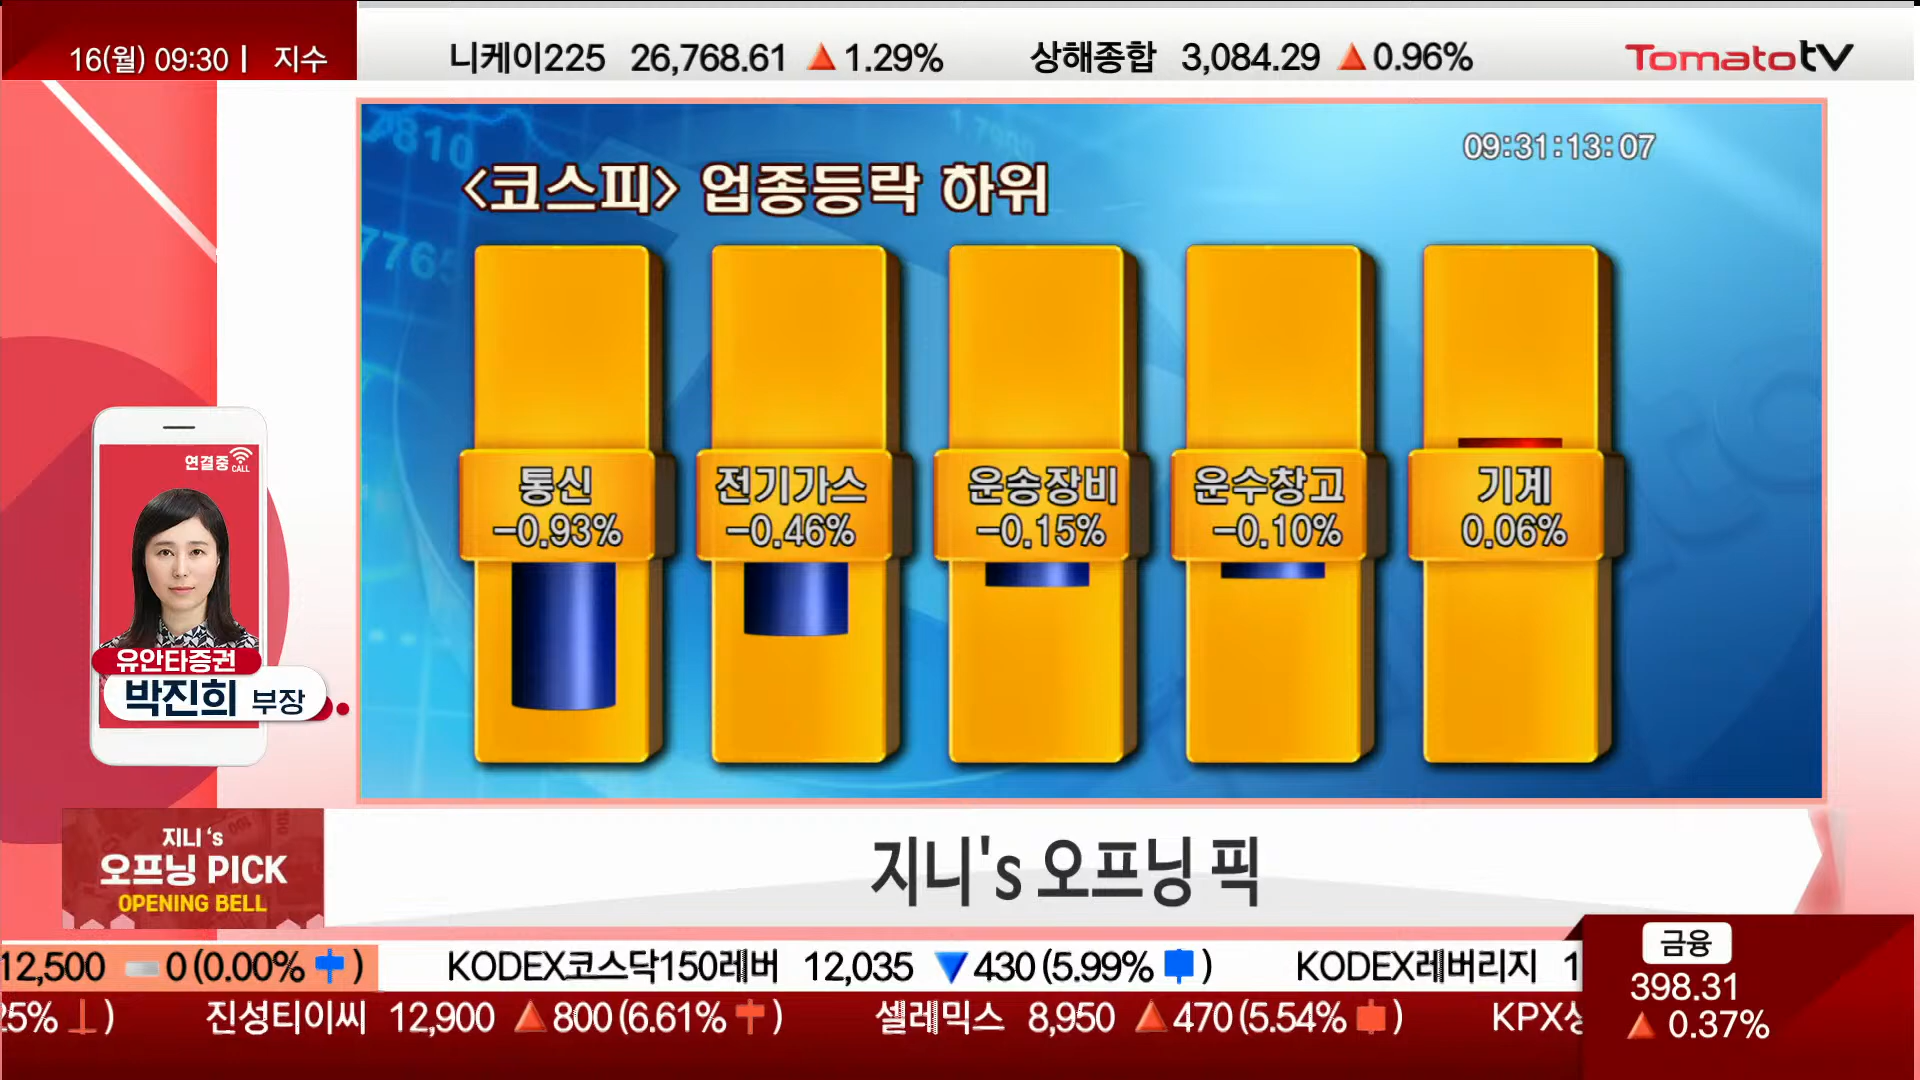 16(월) 09:30 | 지수 니케이225 26,768.61 ▲1.29% 상해종합 3,084.29 ▲0.96% Tomatotv
09:31:13:07
<코스피> 업종등락 하위
통신 전기가스 운송장비 운수창고 기계
-0.93% -0.46% -0.15% -0.10% 0.06%
연결중
CALL
유안타증권
박진희 부장
지니 's
오프닝 PICK
OPENING BELL
지니's 오프닝 픽
12,500 0(0.00% ) KODEX코스닥150레버 12,035 ▼430(5.99% ) KODEX레버리지 1
25% ) 진성티이씨 12,900 ▲800(6.61% ) 셀레믹스 8,950 ▲470(5.54% ) KPX
금융
398.31
▲ 0.37%